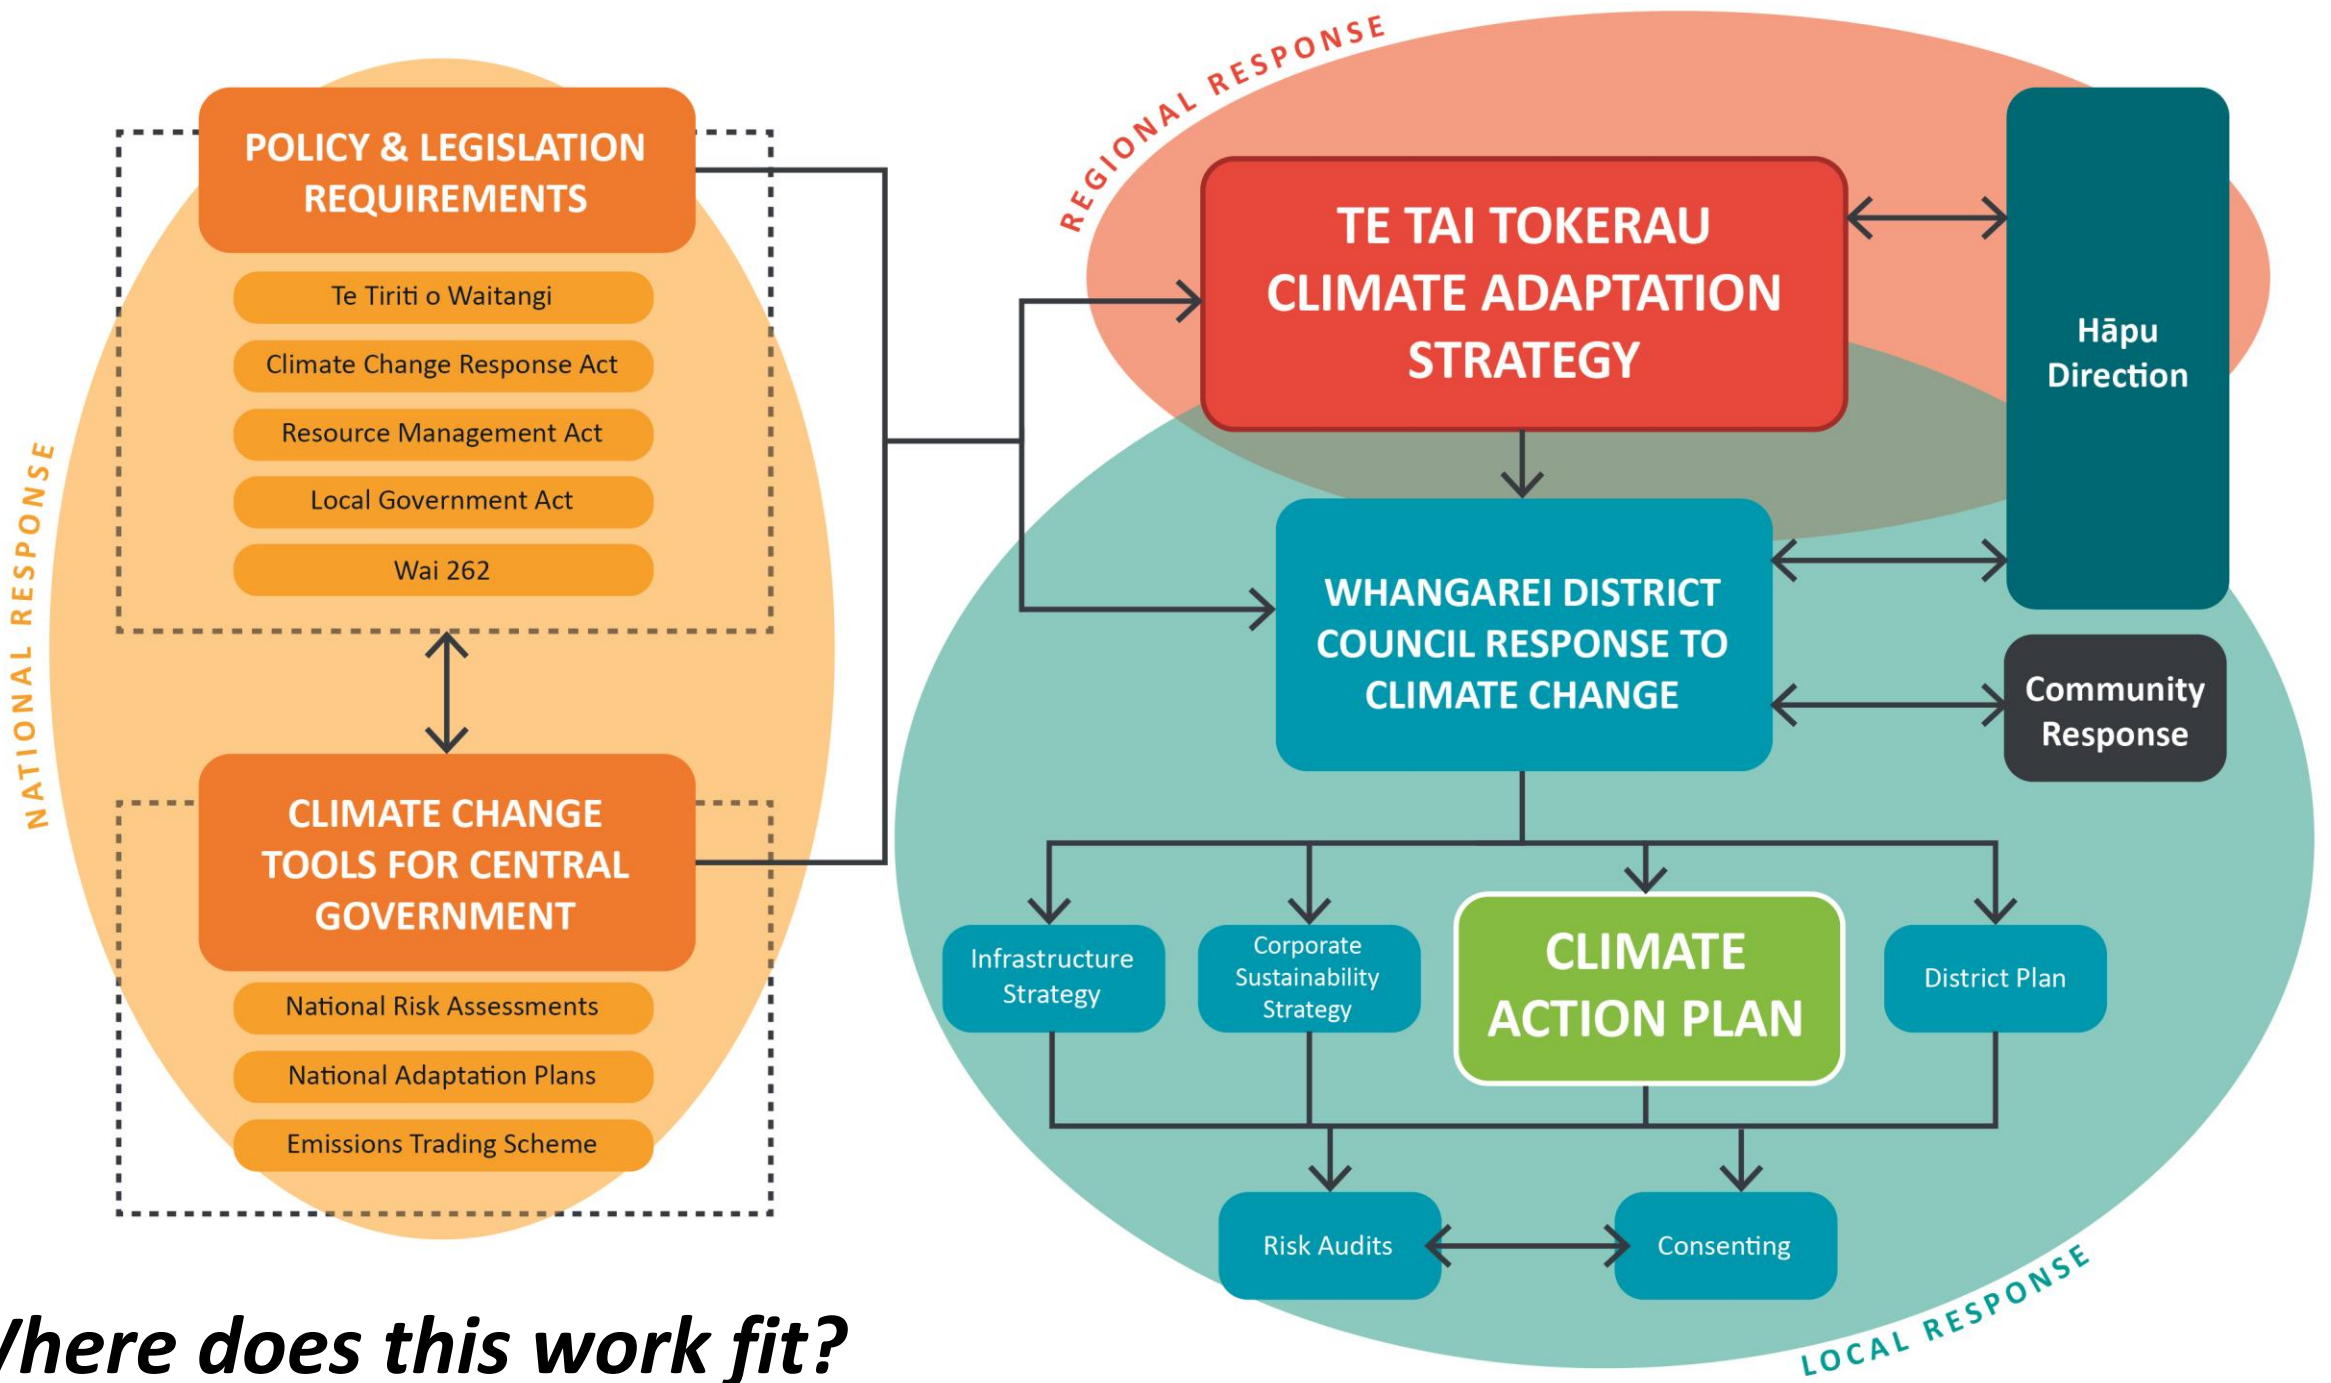 NATIONAL RESPONSE
POLICY & LEGISLATION
REQUIREMENTS
Te Tiriti o Waitangi
Climate Change Response Act
Resource Management Act
Local Government Act
Wai 262
CLIMATE CHANGE
TOOLS FOR CENTRAL
GOVERNMENT
National Risk Assessments
National Adaptation Plans
Emissions Trading Scheme
REGIONAL RESPONSE
TE TAI TOKERAU
CLIMATE ADAPTATION
STRATEGY
Hāpu
Direction
WHANGAREI DISTRICT
COUNCIL RESPONSE TO
CLIMATE CHANGE
Community
Response
Infrastructure
Strategy
Corporate
Sustainability
Strategy
CLIMATE
ACTION PLAN
District Plan
Risk Audits
Consenting
LOCAL RESPONSE
Where does this work fit?